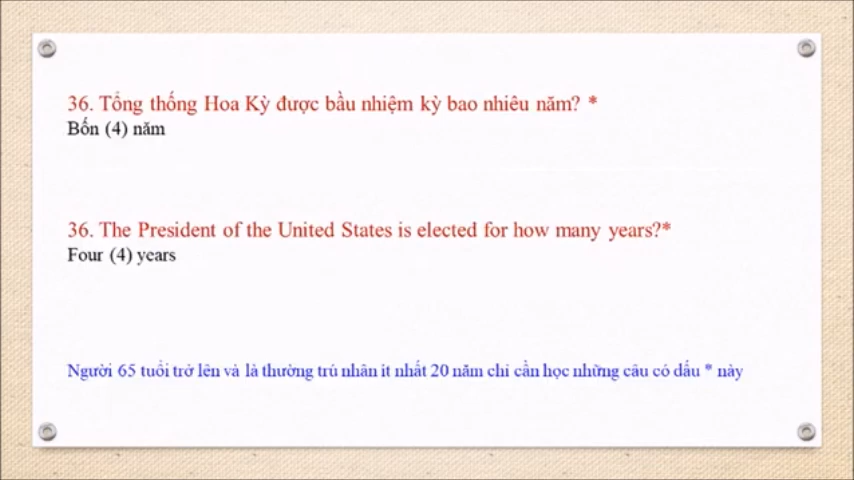 36. Tổng thống Hoa Kỳ được bầu nhiệm kỳ bao nhiêu năm? *
Bốn (4) năm
36. The President of the United States is elected for how many years?*
Four (4) years
Người 65 tuổi trở lên và là thường trú nhân ít nhất 20 năm chỉ cần học những câu có dấu * này